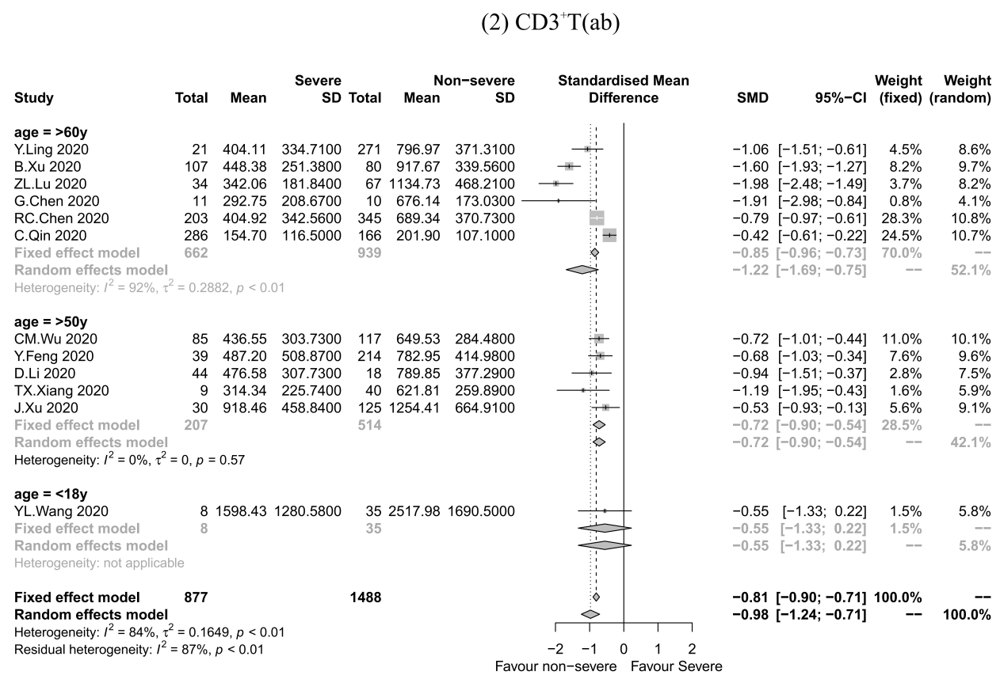 (2) CD3⁺T(ab)
Severe Non−severe Standardised Mean Weight Weight
Study Total Mean SD Total Mean SD Difference SMD 95%−CI (fixed) (random)
age = >60y
Y.Ling 2020 21 404.11 334.7100 271 796.97 371.3100 −1.06 [−1.51; −0.61] 4.5% 8.6%
B.Xu 2020 107 448.38 251.3800 80 917.67 339.5600 −1.60 [−1.93; −1.27] 8.2% 9.7%
ZL.Lu 2020 34 342.06 181.8400 67 1134.73 468.2100 −1.98 [−2.48; −1.49] 3.7% 8.2%
G.Chen 2020 11 292.75 208.6700 10 676.14 173.0300 −1.91 [−2.98; −0.84] 0.8% 4.1%
RC.Chen 2020 203 404.92 342.5600 345 689.34 370.7300 −0.79 [−0.97; −0.61] 28.3% 10.8%
C.Qin 2020 286 154.70 116.5000 166 201.90 107.1000 −0.42 [−0.61; −0.22] 24.5% 10.7%
Fixed effect model 662 939 −0.85 [−0.96; −0.73] 70.0% −−
Random effects model −1.22 [−1.69; −0.75] −− 52.1%
Heterogeneity: I² = 92%, τ² = 0.2882, p < 0.01
age = >50y
CM.Wu 2020 85 436.55 303.7300 117 649.53 284.4800 −0.72 [−1.01; −0.44] 11.0% 10.1%
Y.Feng 2020 39 487.20 508.8700 214 782.95 414.9800 −0.68 [−1.03; −0.34] 7.6% 9.6%
D.Li 2020 44 476.58 307.7300 18 789.85 377.2900 −0.94 [−1.51; −0.37] 2.8% 7.5%
TX.Xiang 2020 9 314.34 225.7400 40 621.81 259.8900 −1.19 [−1.95; −0.43] 1.6% 5.9%
J.Xu 2020 30 918.46 458.8400 125 1254.41 664.9100 −0.53 [−0.93; −0.13] 5.6% 9.1%
Fixed effect model 207 514 −0.72 [−0.90; −0.54] 28.5% −−
Random effects model −0.72 [−0.90; −0.54] −− 42.1%
Heterogeneity: I² = 0%, τ² = 0, p = 0.57
age = <18y
YL.Wang 2020 8 1598.43 1280.5800 35 2517.98 1690.5000 −0.55 [−1.33; 0.22] 1.5% 5.8%
Fixed effect model 8 35 −0.55 [−1.33; 0.22] 1.5% −−
Random effects model −0.55 [−1.33; 0.22] −− 5.8%
Heterogeneity: not applicable
Fixed effect model 877 1488 −0.81 [−0.90; −0.71] 100.0% −−
Random effects model −0.98 [−1.24; −0.71] −− 100.0%
Heterogeneity: I² = 84%, τ² = 0.1649, p < 0.01
Residual heterogeneity: I² = 87%, p < 0.01
−2 −1 0 1 2
Favour non−severe Favour Severe